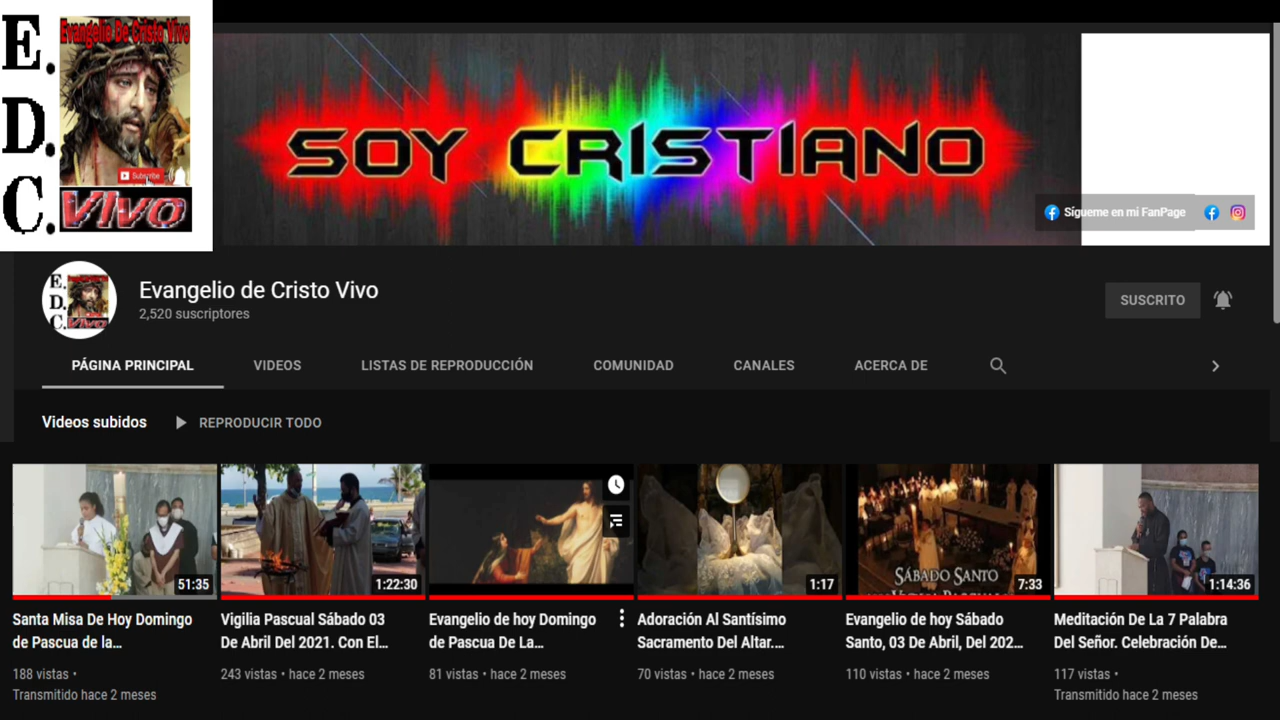 E.
D.
C.
Evangelio De Cristo Vivo
Subscribe
Vivo
SOY CRISTIANO
Sígueme en mi FanPage
E.
D.
C.
Vivo
Evangelio de Cristo Vivo
2,520 suscriptores
SUSCRITO
PÁGINA PRINCIPAL VIDEOS LISTAS DE REPRODUCCIÓN COMUNIDAD CANALES ACERCA DE
Videos subidos REPRODUCIR TODO
51:35
1:22:30
1:17
SÁBADO SANTO
7:33
1:14:36
Santa Misa De Hoy Domingo
de Pascua de la...
188 vistas •
Transmitido hace 2 meses
Vigilia Pascual Sábado 03
De Abril Del 2021. Con El...
243 vistas • hace 2 meses
Evangelio de hoy Domingo
de Pascua De La...
81 vistas • hace 2 meses
Adoración Al Santísimo
Sacramento Del Altar....
70 vistas • hace 2 meses
Evangelio de hoy Sábado
Santo, 03 De Abril, Del 202...
110 vistas • hace 2 meses
Meditación De La 7 Palabra
Del Señor. Celebración De...
117 vistas •
Transmitido hace 2 meses